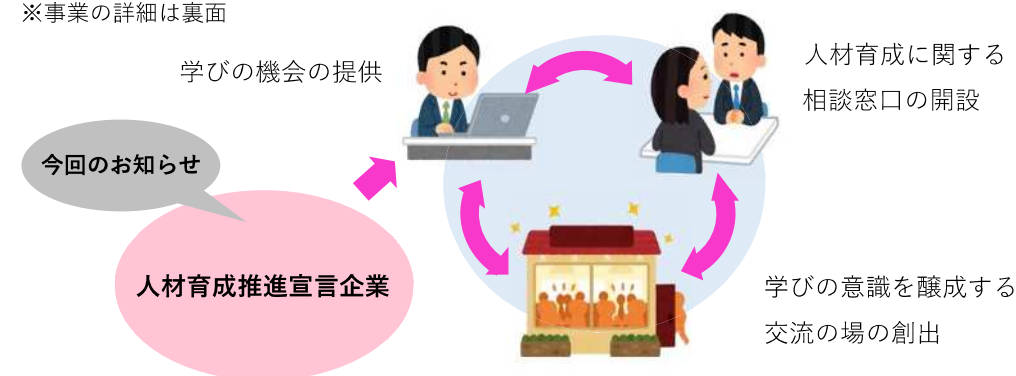 ※事業の詳細は裏面
学びの機会の提供
人材育成に関する
相談窓口の開設
今回のお知らせ
人材育成推進宣言企業
学びの意識を醸成する
交流の場の創出